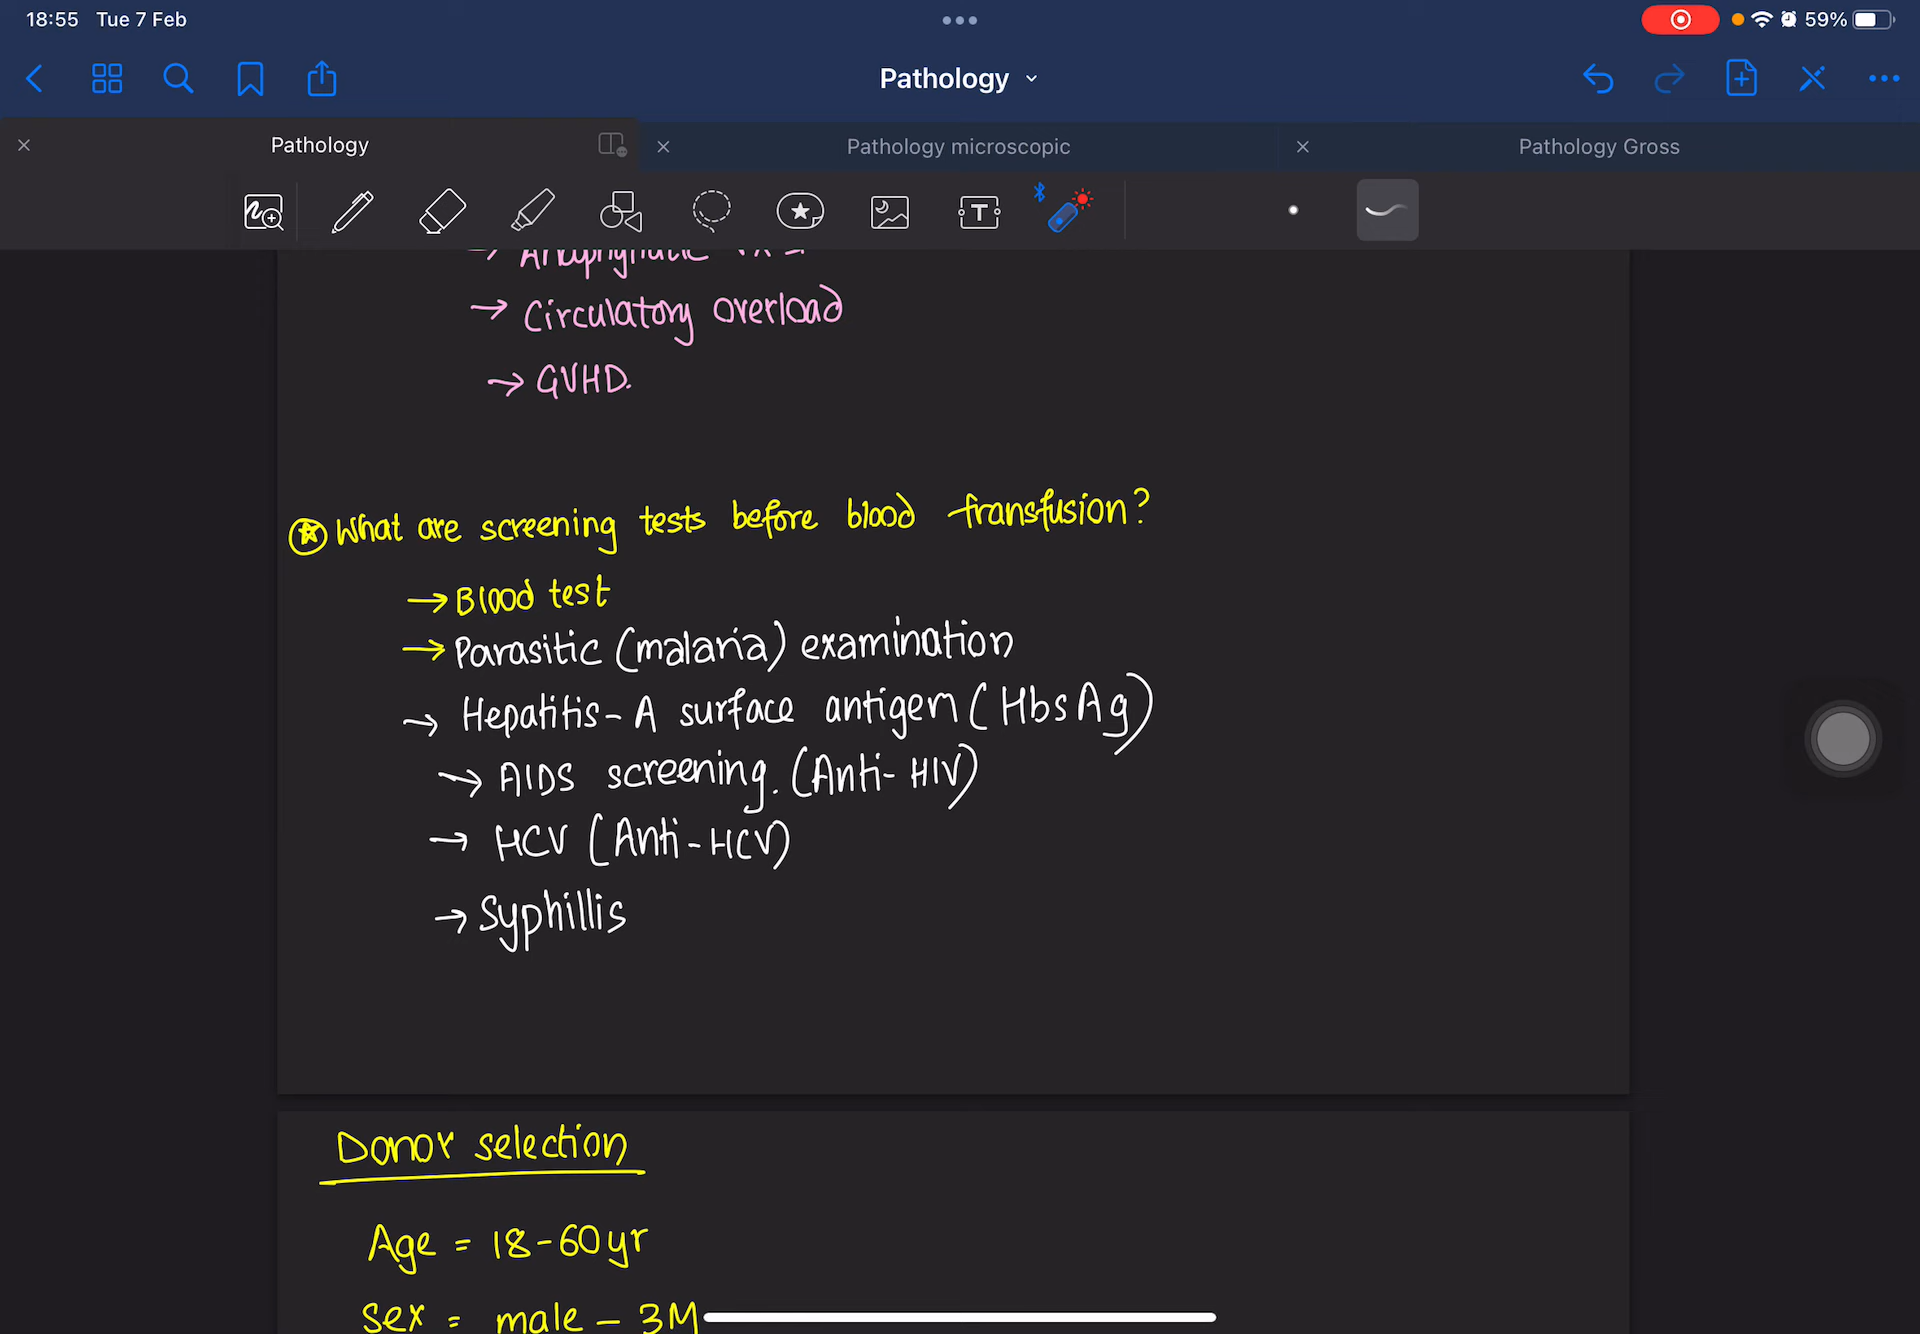 18:55 Tue 7 Feb
59%
Pathology
Pathology
Pathology microscopic
Pathology Gross
T
→ Circulatory overload
→ GVHD.
What are screening tests before blood transfusion?
→ Blood test
→ Parasitic (malaria) examination
→ Hepatitis - A surface antigen (HbsAg)
→ AIDS screening. (Anti-HIV)
→ HCV (Anti-HCV)
→ Syphillis
Donor selection
Age = 18-60yr
Sex = male - 3M